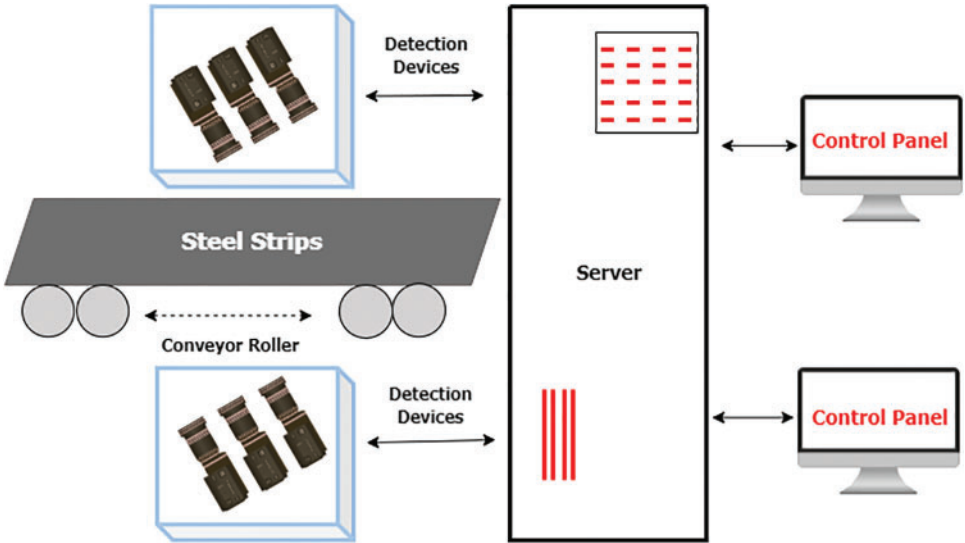 Detection
Devices
Control Panel
Steel Strips
Server
Conveyor Roller
Detection
Devices
Control Panel